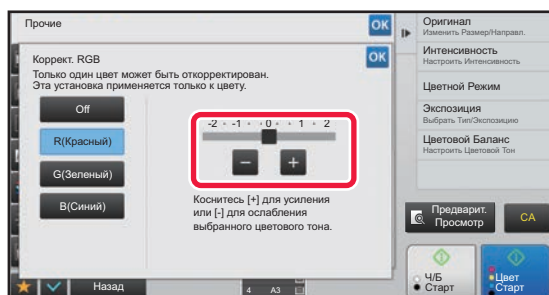 Прочие
OK
Коррект. RGB
OK
Только один цвет может быть откорректирован.
Эта установка применяется только к цвету.
Off
R(Красный)
G(Зеленый)
B(Синий)
-2 -1 0 1 2
− +
Коснитесь [+] для усиления
или [-] для ослабления
выбранного цветового тона.
Назад
4 A3
Оригинал
Изменить Размер/Направл.
Интенсивность
Настроить Интенсивность
Цветной Режим
Экспозиция
Выбрать Тип/Экспозицию
Цветовой Баланс
Настроить Цветовой Тон
Предварит.
Просмотр
CA
Ч/Б
Старт
Цвет
Старт